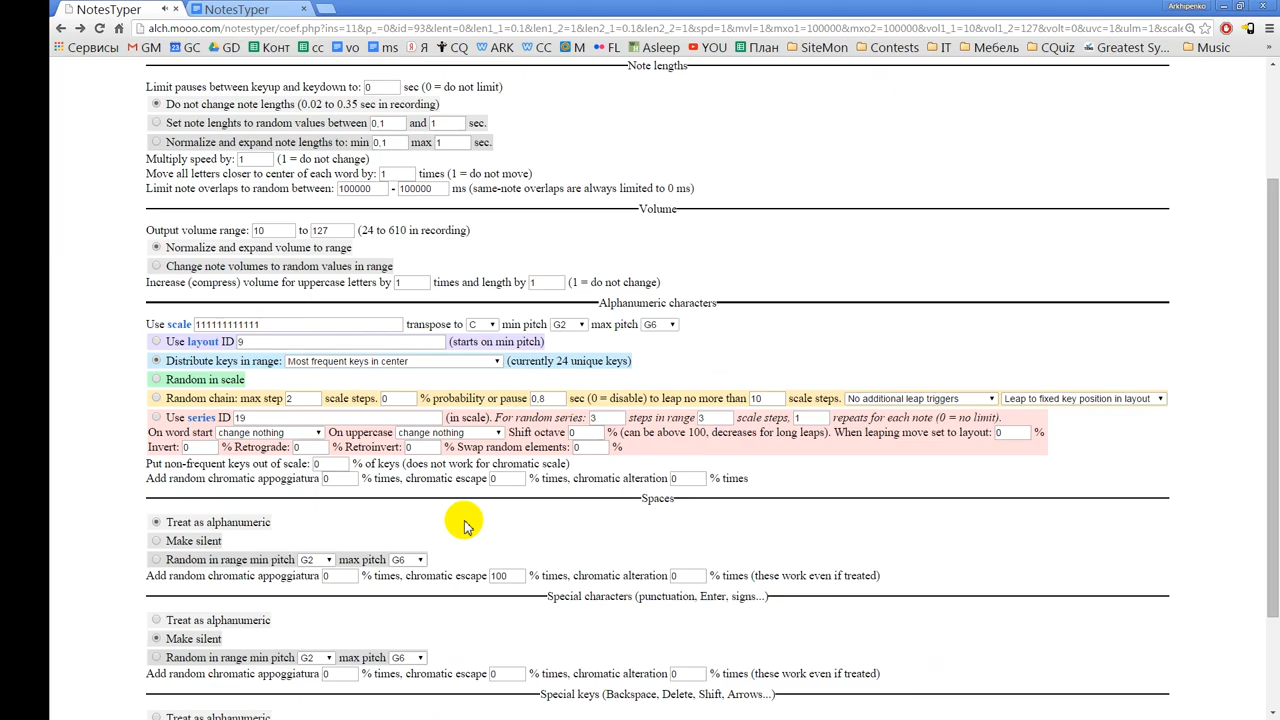 NotesTyper
NotesTyper
Arkhipenko
alch.mooo.com/notestyper/coef.php?ins=11&p_=0&id=93&lent=0&len1_1=0.1&len1_2=1&len2_1=0.1&len2_2=1&spd=1&mvl=1&mxo1=100000&mxo2=100000&vol1_1=10&vol1_2=127&volt=0&uvc=1&ulm=1&scale
Сервисы GM GC GD Конт cc vo ms Я CQ ARK CC M FL Asleep YOU План SiteMon Contests IT Мебель CQuiz Greatest Sy... Music
Note lengths
Limit pauses between keyup and keydown to: 0 sec (0 = do not limit)
Do not change note lengths (0.02 to 0.35 sec in recording)
Set note lenghts to random values between 0,1 and 1 sec.
Normalize and expand note lengths to: min 0,1 max 1 sec.
Multiply speed by: 1 (1 = do not change)
Move all letters closer to center of each word by: 1 times (1 = do not move)
Limit note overlaps to random between: 100000 - 100000 ms (same-note overlaps are always limited to 0 ms)
Volume
Output volume range: 10 to 127 (24 to 610 in recording)
Normalize and expand volume to range
Change note volumes to random values in range
Increase (compress) volume for uppercase letters by 1 times and length by 1 (1 = do not change)
Alphanumeric characters
Use scale 111111111111 transpose to C min pitch G2 max pitch G6
Use layout ID 9 (starts on min pitch)
Distribute keys in range: Most frequent keys in center (currently 24 unique keys)
Random in scale
Random chain: max step 2 scale steps. 0 % probability or pause 0,8 sec (0 = disable) to leap no more than 10 scale steps. No additional leap triggers Leap to fixed key position in layout
Use series ID 19 (in scale). For random series: 3 steps in range 3 scale steps, 1 repeats for each note (0 = no limit).
On word start change nothing On uppercase change nothing Shift octave 0 % (can be above 100, decreases for long leaps). When leaping move set to layout: 0 %
Invert: 0 % Retrograde: 0 % Retroinvert: 0 % Swap random elements: 0 %
Put non-frequent keys out of scale: 0 % of keys (does not work for chromatic scale)
Add random chromatic appoggiatura 0 % times, chromatic escape 0 % times, chromatic alteration 0 % times
Spaces
Treat as alphanumeric
Make silent
Random in range min pitch G2 max pitch G6
Add random chromatic appoggiatura 0 % times, chromatic escape 100 % times, chromatic alteration 0 % times (these work even if treated)
Special characters (punctuation, Enter, signs...)
Treat as alphanumeric
Make silent
Random in range min pitch G2 max pitch G6
Add random chromatic appoggiatura 0 % times, chromatic escape 0 % times, chromatic alteration 0 % times (these work even if treated)
Special keys (Backspace, Delete, Shift, Arrows...)
Treat as alphanumeric